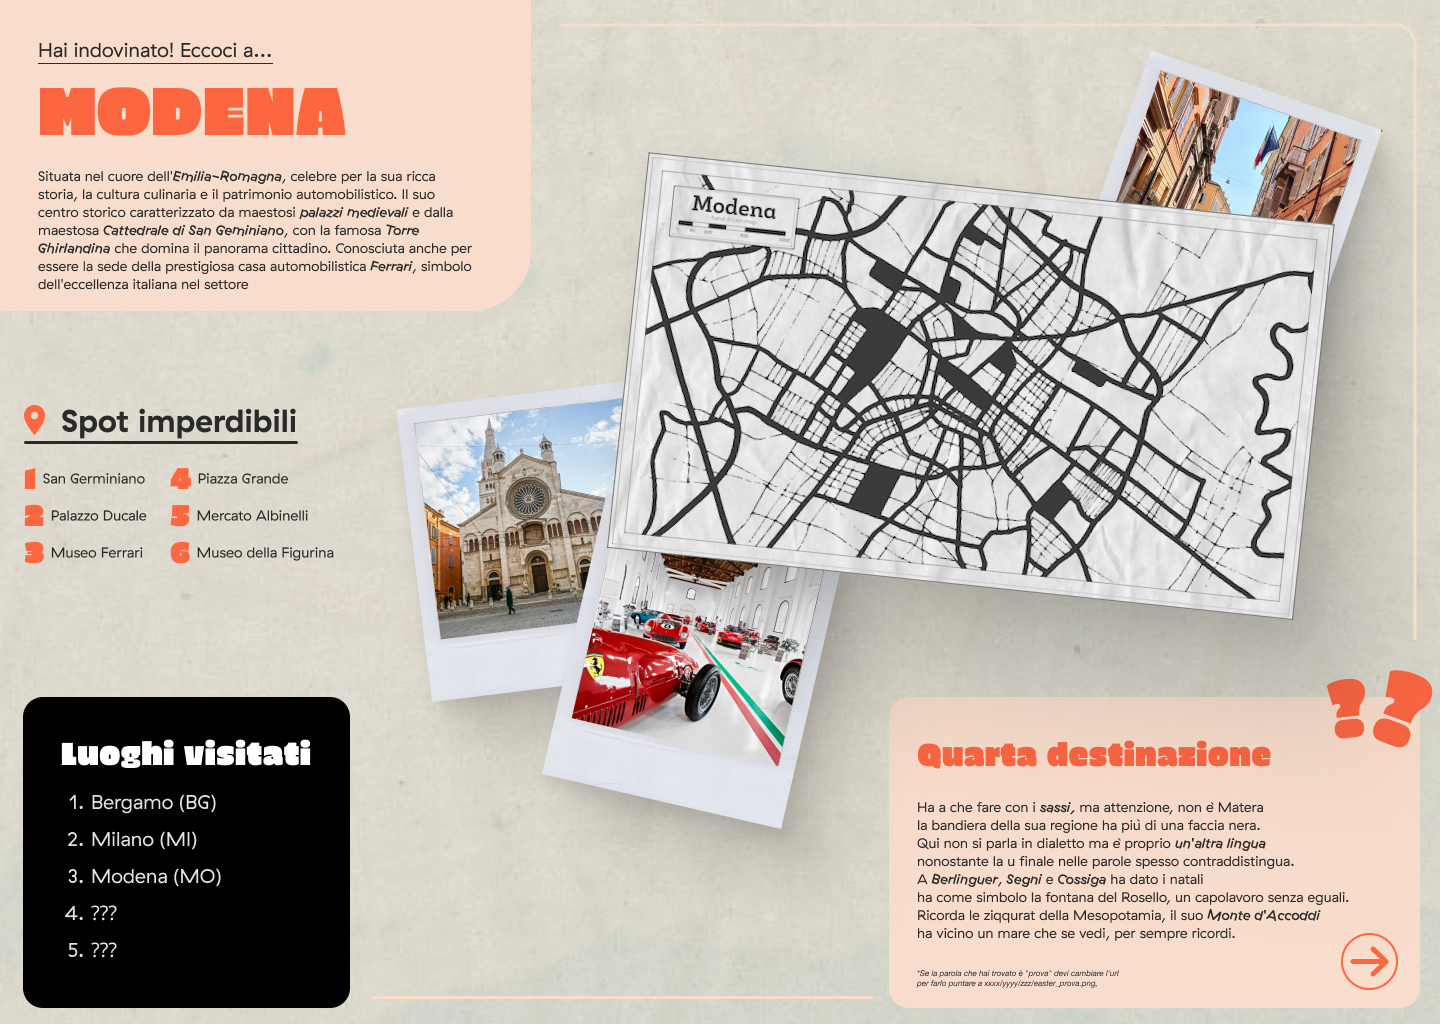 Hai indovinato! Eccoci a...
MODENA
Situata nel cuore dell'Emilia-Romagna, celebre per la sua ricca
storia, la cultura culinaria e il patrimonio automobilistico. Il suo
centro storico caratterizzato da maestosi palazzi medievali e dalla
maestosa Cattedrale di San Geminiano, con la famosa Torre
Ghirlandina che domina il panorama cittadino. Conosciuta anche per
essere la sede della prestigiosa casa automobilistica Ferrari, simbolo
dell'eccellenza italiana nel settore
Modena
Spot imperdibili
1 San Germiniano
2 Palazzo Ducale
3 Museo Ferrari
4 Piazza Grande
5 Mercato Albinelli
6 Museo della Figurina
Luoghi visitati
1. Bergamo (BG)
2. Milano (MI)
3. Modena (MO)
4. ???
5. ???
??
Quarta destinazione
Ha a che fare con i sassi, ma attenzione, non è Matera
la bandiera della sua regione ha più di una faccia nera.
Qui non si parla in dialetto ma è proprio un'altra lingua
nonostante la u finale nelle parole spesso contraddistingua.
A Berlinguer, Segni e Cossiga ha dato i natali
ha come simbolo la fontana del Rosello, un capolavoro senza eguali.
Ricorda le ziqqurat della Mesopotamia, il suo Monte d'Accoddi
ha vicino un mare che se vedi, per sempre ricordi.
*Se la parola che hai trovato è "prova" devi cambiare l'url
per farlo puntare a xxxx/yyyy/zzz/easter_prova.png,